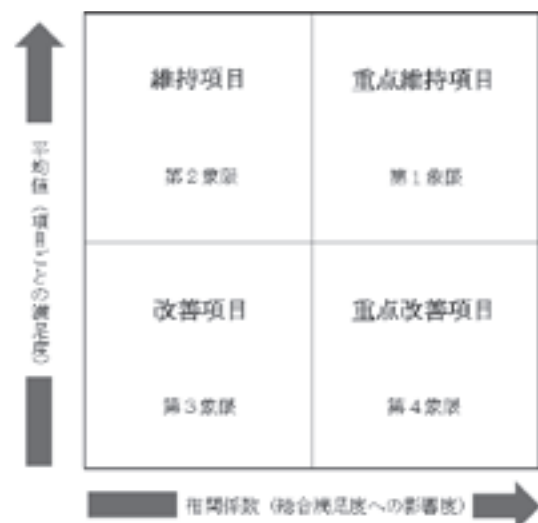 維持項目
重点維持項目
第2象限
第1象限
平均値（項目ごとの満足度）
改善項目
重点改善項目
第3象限
第4象限
相関係数（総合満足度への影響度）